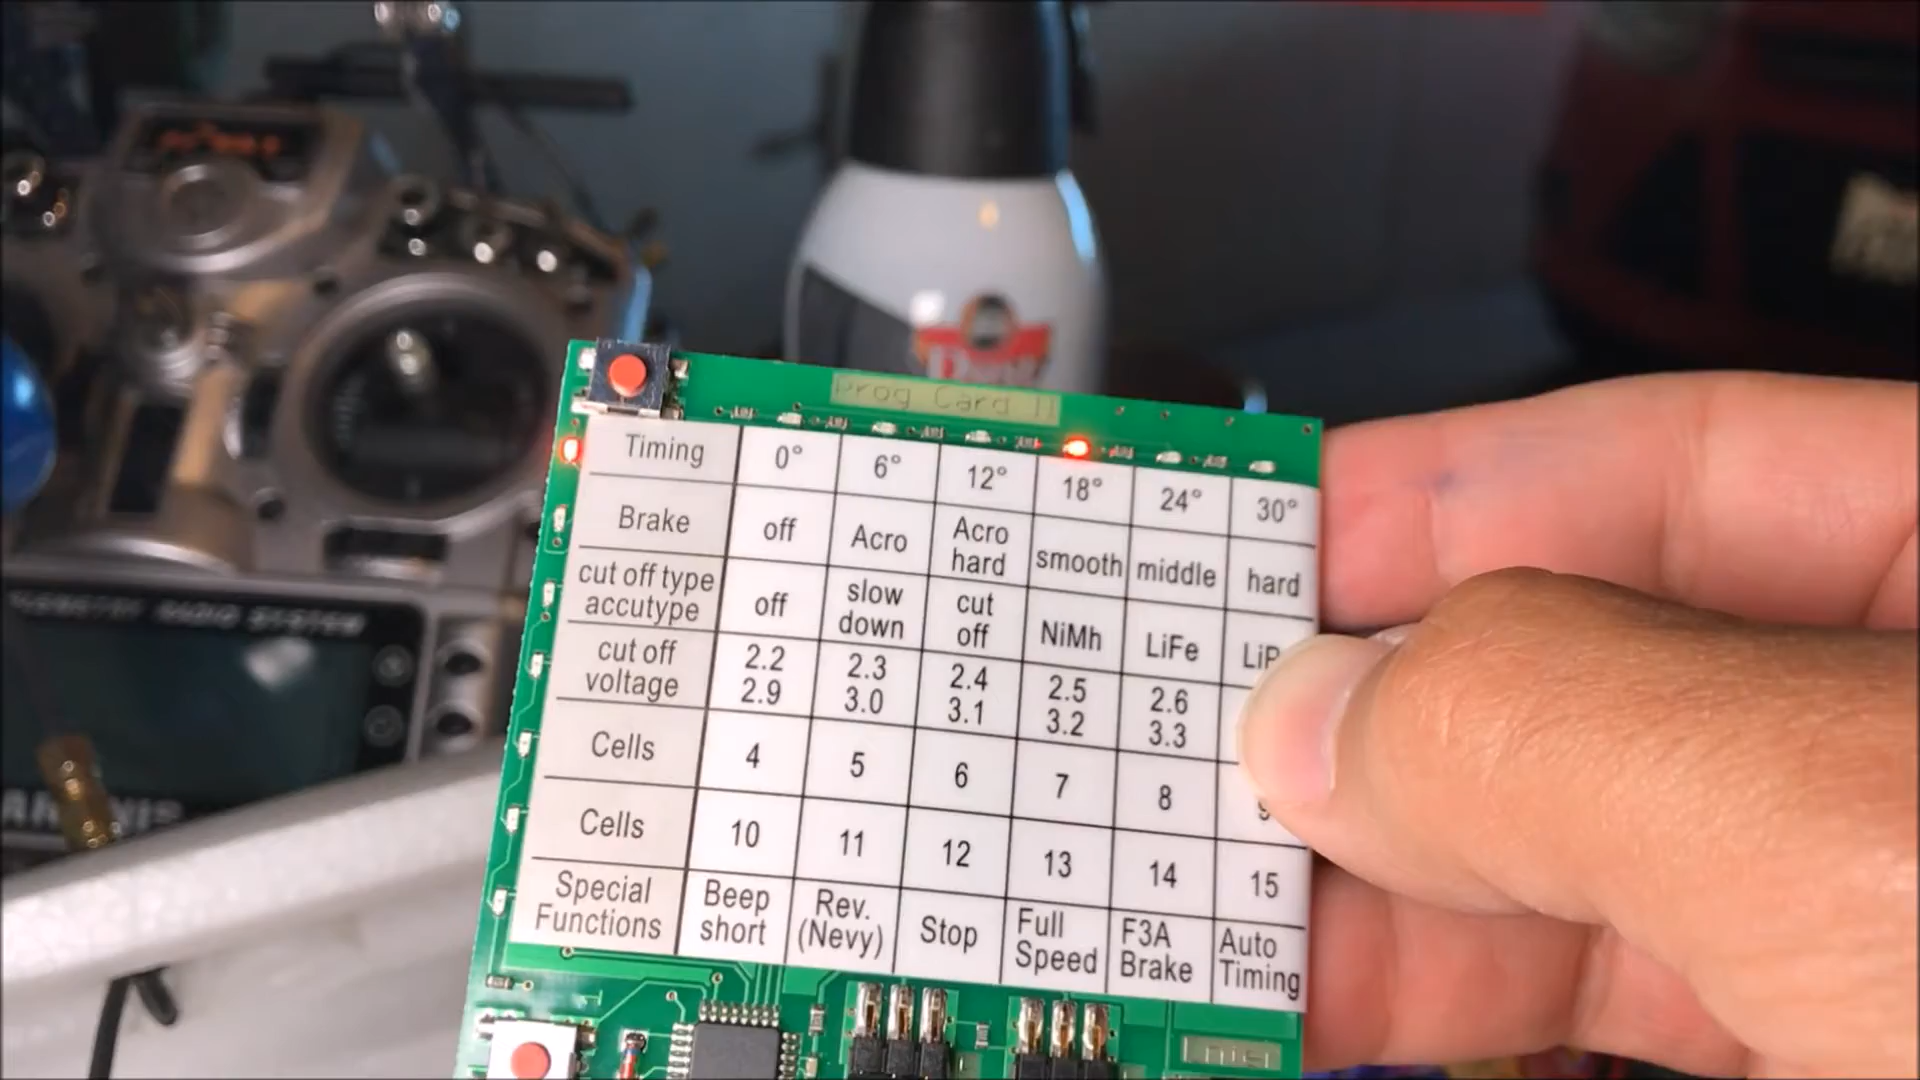 Prog Card II
Timing 0° 6° 12° 18° 24° 30°
Brake off Acro Acro hard smooth middle hard
cut off type accutype off slow down cut off NiMh LiFe
cut off voltage 2.2 2.9 2.3 3.0 2.4 3.1 2.5 3.2 2.6 3.3
Cells 4 5 6 7 8 9
Cells 10 11 12 13 14 15
Special Functions Beep short Rev. (Nevy) Stop Full Speed F3A Brake Auto Timing
RADIO SYSTEM